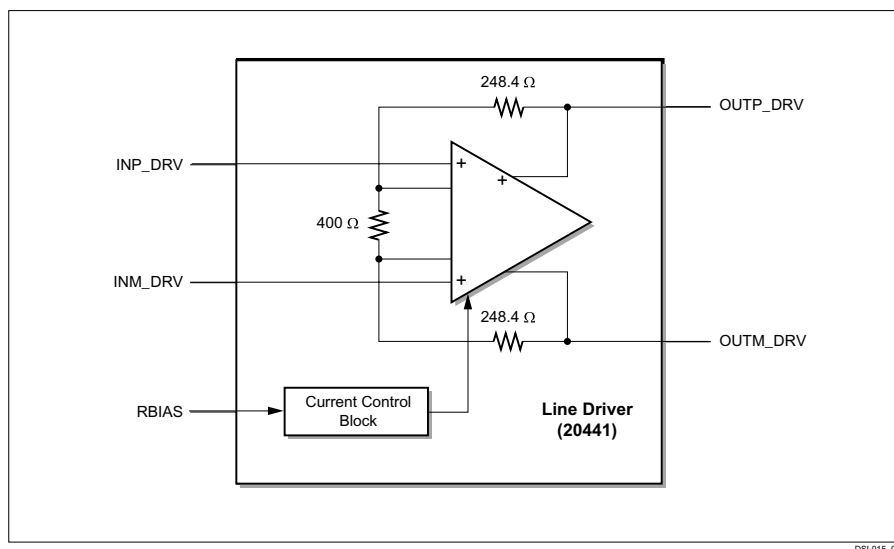 248.4 Ω
OUTP_DRV
INP_DRV
+
+
400 Ω
INM_DRV
+
248.4 Ω
OUTM_DRV
RBIAS
Current Control
Block
Line Driver
(20441)